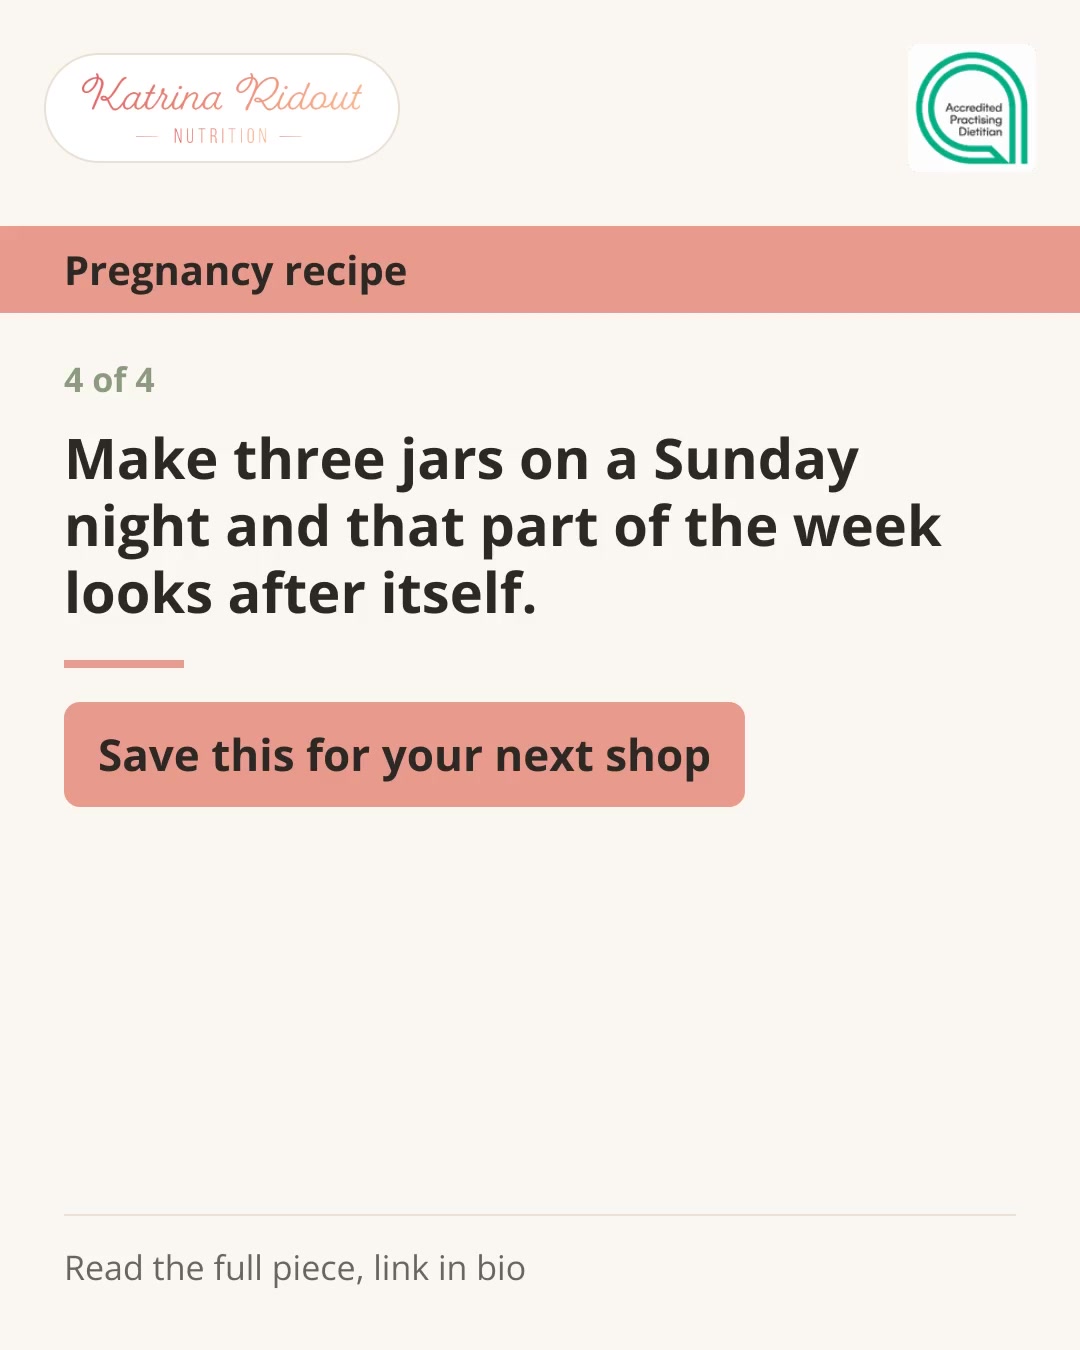 Katrina Ridout
NUTRITION
Accredited
Practising
Dietitian
Pregnancy recipe
4 of 4
Make three jars on a Sunday
night and that part of the week
looks after itself.
Save this for your next shop
Read the full piece, link in bio